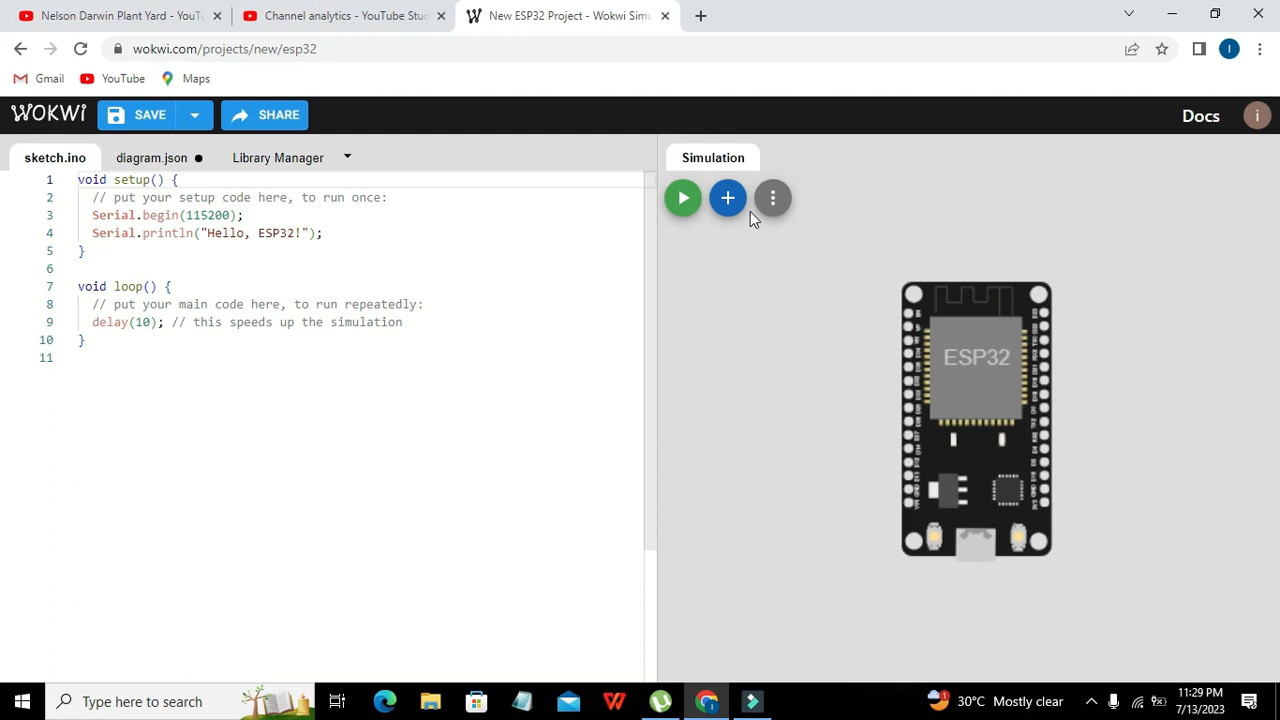 Nelson Darwin Plant Yard - YouTu
Channel analytics - YouTube Stud
New ESP32 Project - Wokwi Simu
wokwi.com/projects/new/esp32
I
Gmail
YouTube
Maps
WOKWi
SAVE
SHARE
Docs
i
sketch.ino
diagram.json
Library Manager
Simulation
1 void setup() {
2 // put your setup code here, to run once:
3 Serial.begin(115200);
4 Serial.println("Hello, ESP32!");
5 }
6
7 void loop() {
8 // put your main code here, to run repeatedly:
9 delay(10); // this speeds up the simulation
10 }
11
ESP32
Type here to search
30°C Mostly clear
11:29 PM
7/13/2023